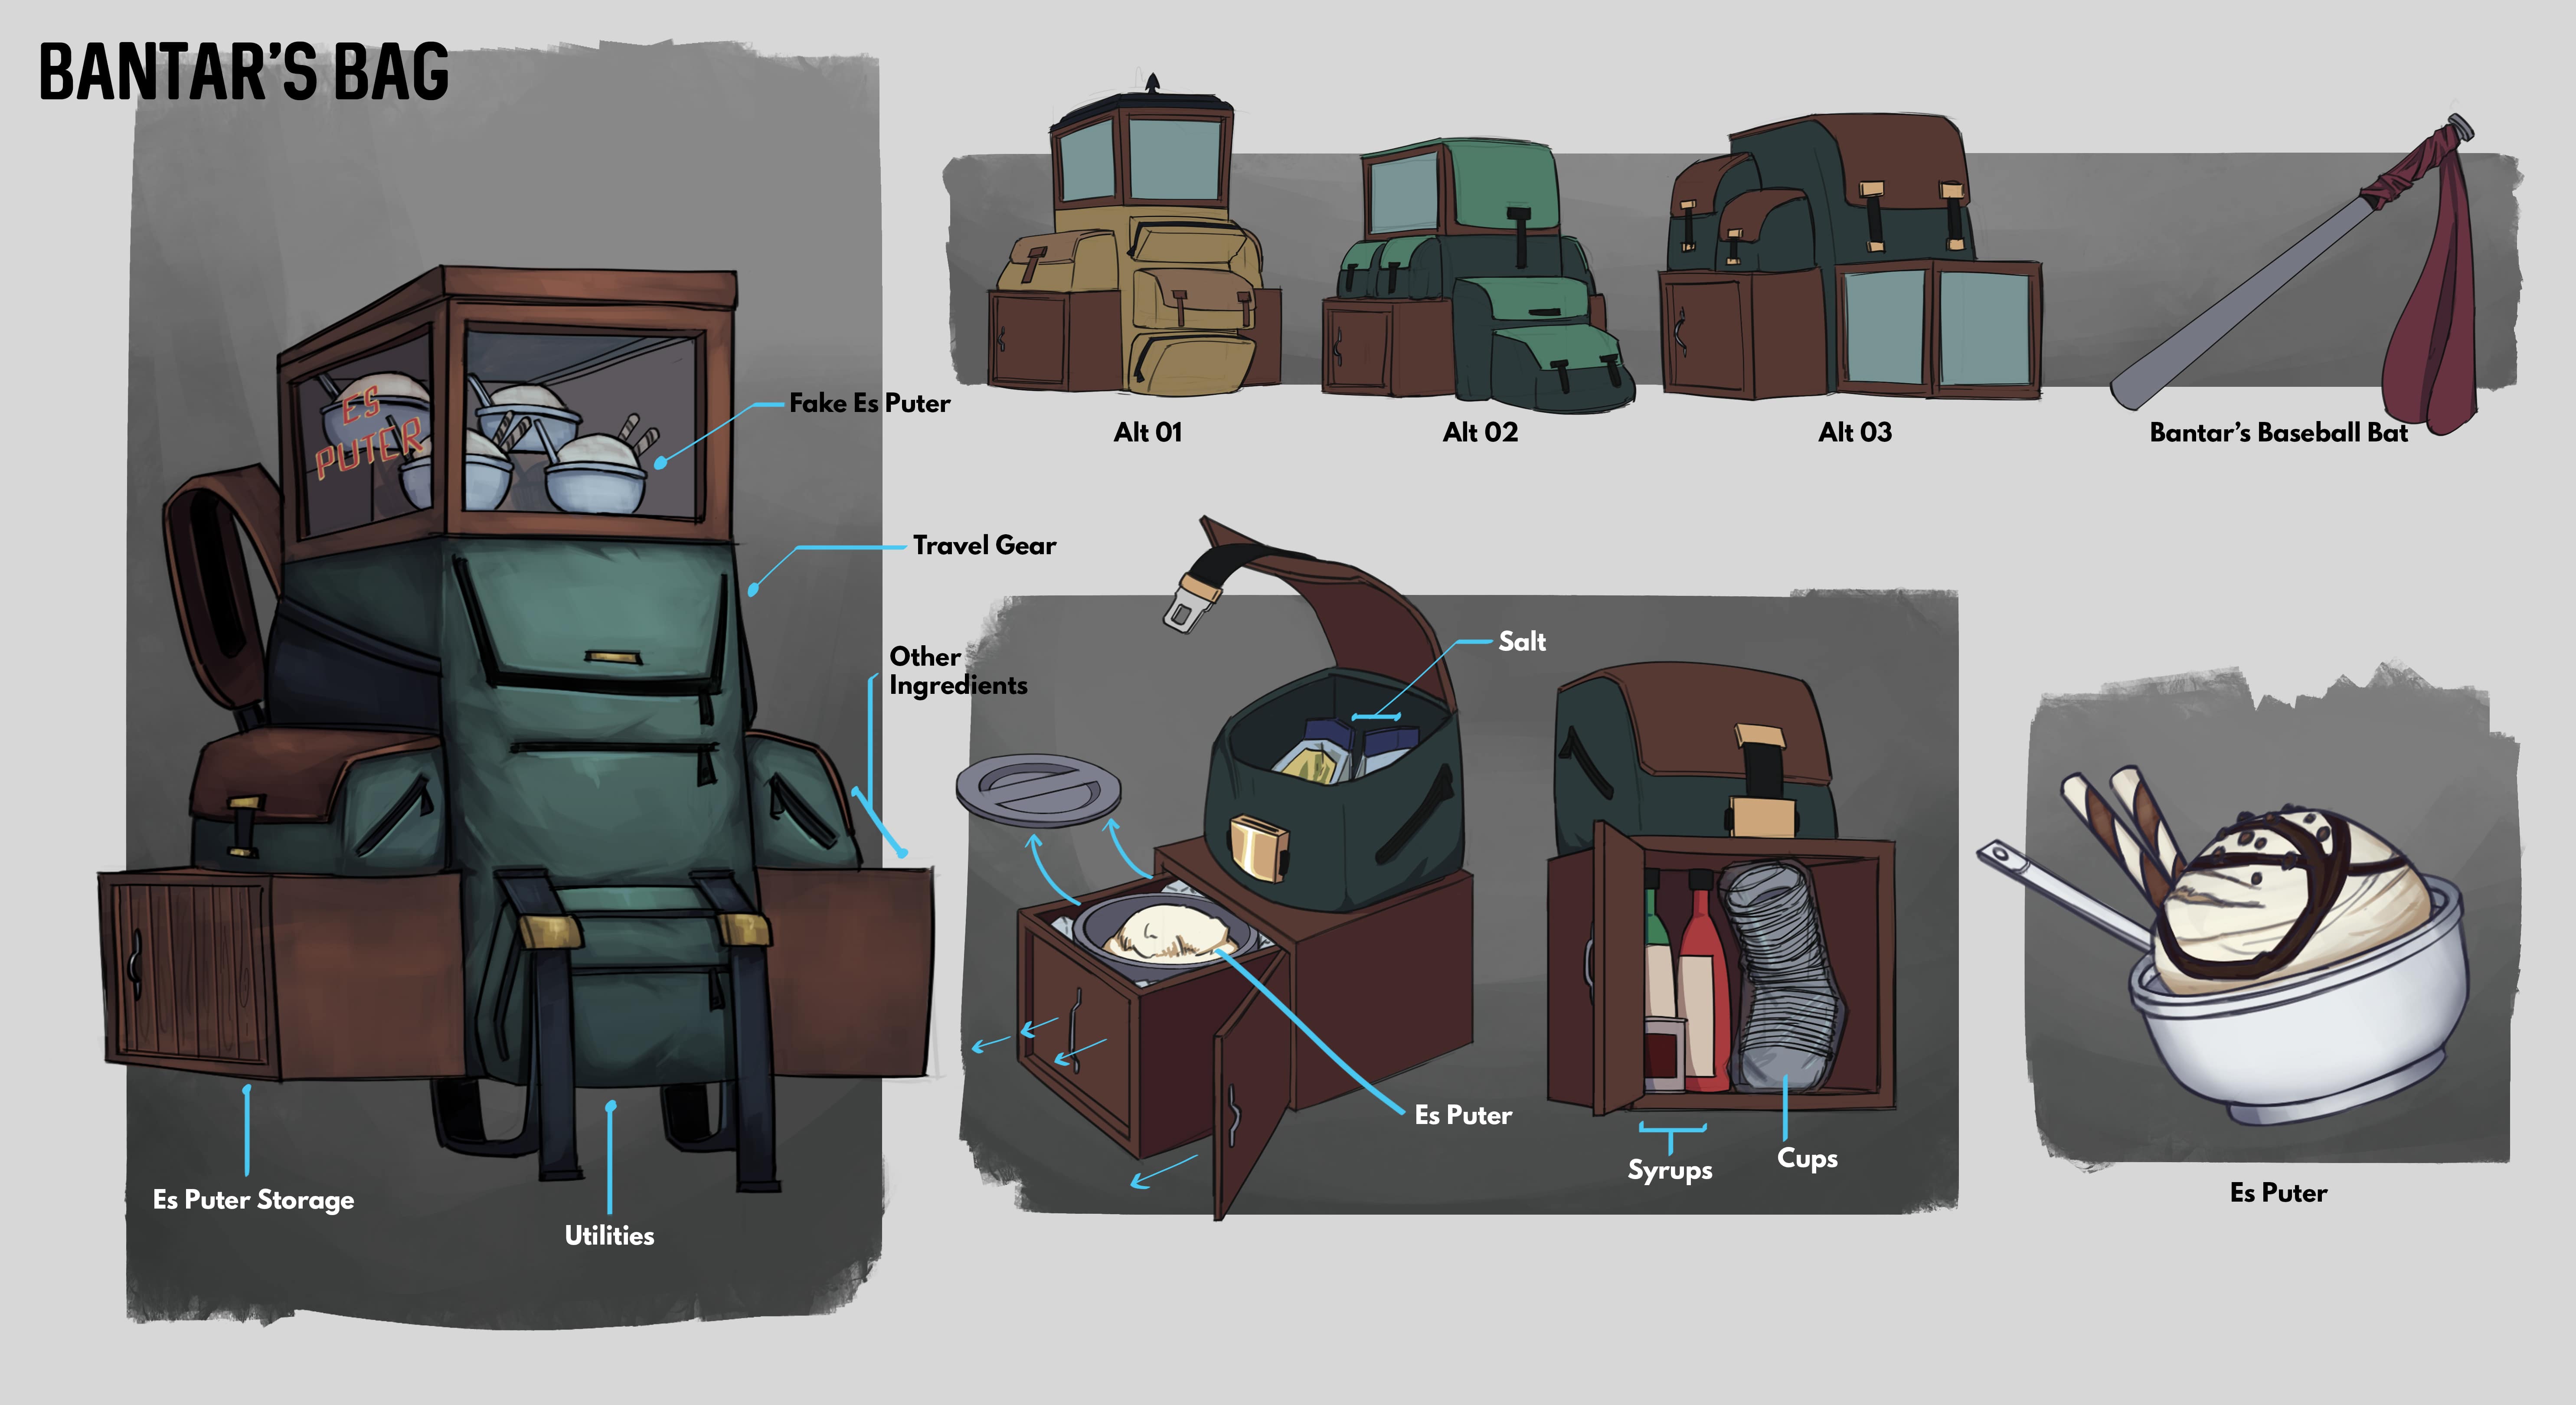 BANTAR'S BAG
ES
PUTER
Fake Es Puter
Travel Gear
Other
Ingredients
Es Puter Storage
Utilities
Alt 01
Alt 02
Alt 03
Bantar's Baseball Bat
Salt
Es Puter
Syrups
Cups
Es Puter